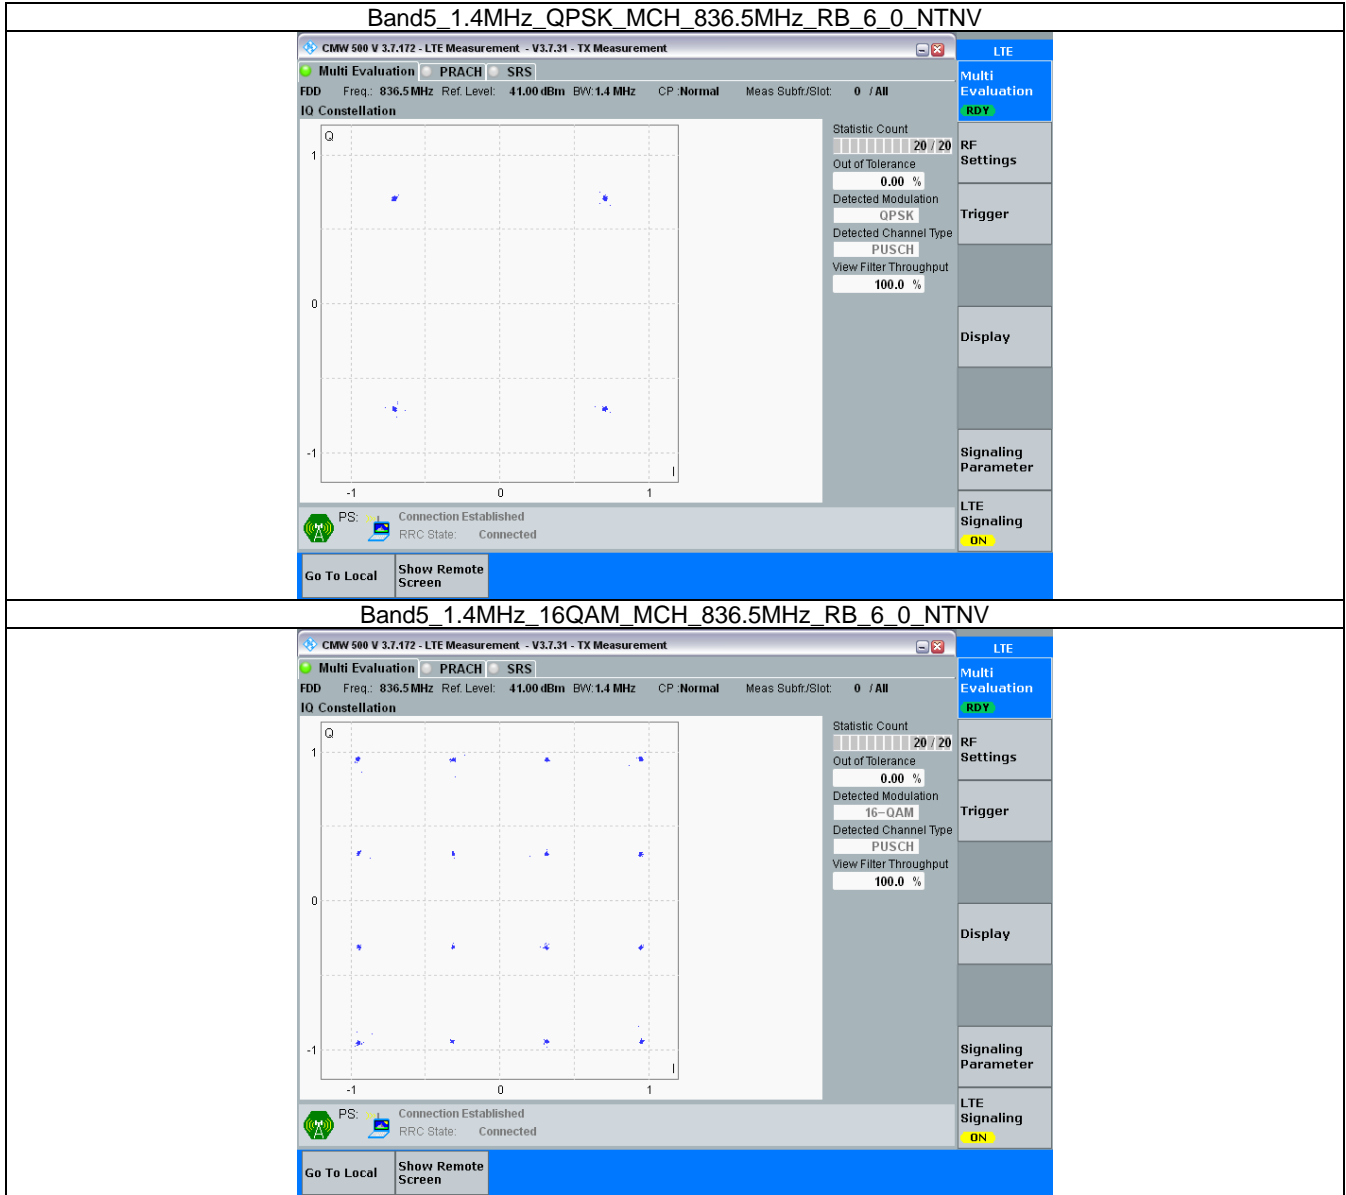 Band5_1.4MHz_QPSK_MCH_836.5MHz_RB_6_0_NTNV
CMW 500 V 3.7.172 - LTE Measurement - V3.7.31 - TX Measurement
LTE
Multi Evaluation PRACH SRS
Multi
Evaluation
RDY
FDD Freq.: 836.5 MHz Ref. Level: 41.00 dBm BW: 1.4 MHz CP :Normal Meas Subfr./Slot: 0 / All
IQ Constellation
Q
1
0
-1
I
-1 0 1
Statistic Count
20 / 20
Out of Tolerance
0.00 %
Detected Modulation
QPSK
Detected Channel Type
PUSCH
View Filter Throughput
100.0 %
RF
Settings
Trigger
Display
Signaling
Parameter
LTE
Signaling
ON
PS: Connection Established
RRC State: Connected
Go To Local
Show Remote
Screen
Band5_1.4MHz_16QAM_MCH_836.5MHz_RB_6_0_NTNV
CMW 500 V 3.7.172 - LTE Measurement - V3.7.31 - TX Measurement
LTE
Multi Evaluation PRACH SRS
Multi
Evaluation
RDY
FDD Freq.: 836.5 MHz Ref. Level: 41.00 dBm BW: 1.4 MHz CP :Normal Meas Subfr./Slot: 0 / All
IQ Constellation
Q
1
0
-1
I
-1 0 1
Statistic Count
20 / 20
Out of Tolerance
0.00 %
Detected Modulation
16-QAM
Detected Channel Type
PUSCH
View Filter Throughput
100.0 %
RF
Settings
Trigger
Display
Signaling
Parameter
LTE
Signaling
ON
PS: Connection Established
RRC State: Connected
Go To Local
Show Remote
Screen